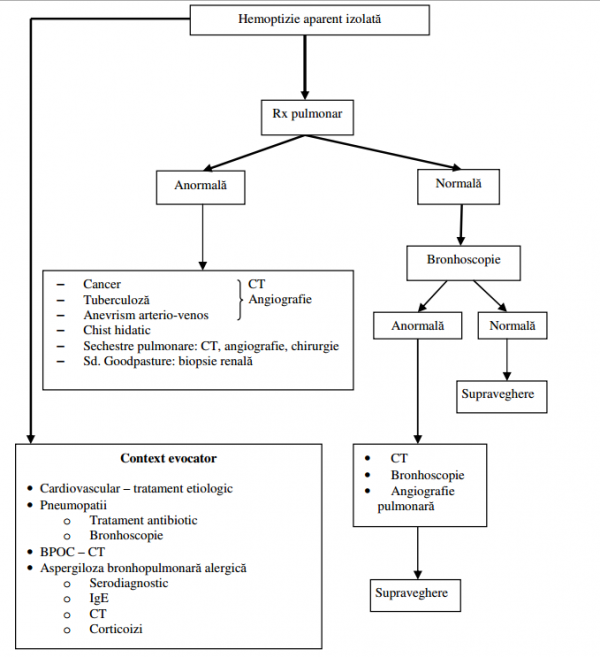 Hemoptizie aparent izolată
Rx pulmonar
Anormală
Normală
Bronhoscopie
– Cancer
– Tuberculoză
– Anevrism arterio-venos
CT
Angiografie
– Chist hidatic
– Sechestre pulmonare: CT, angiografie, chirurgie
– Sd. Goodpasture: biopsie renală
Anormală
Normală
Supraveghere
Context evocator
• Cardiovascular – tratament etiologic
• Pneumopatii
o Tratament antibiotic
o Bronhoscopie
• BPOC – CT
• Aspergiloza bronhopulmonară alergică
o Serodiagnostic
o IgE
o CT
o Corticoizi
• CT
• Bronhoscopie
• Angiografie
pulmonară
Supraveghere